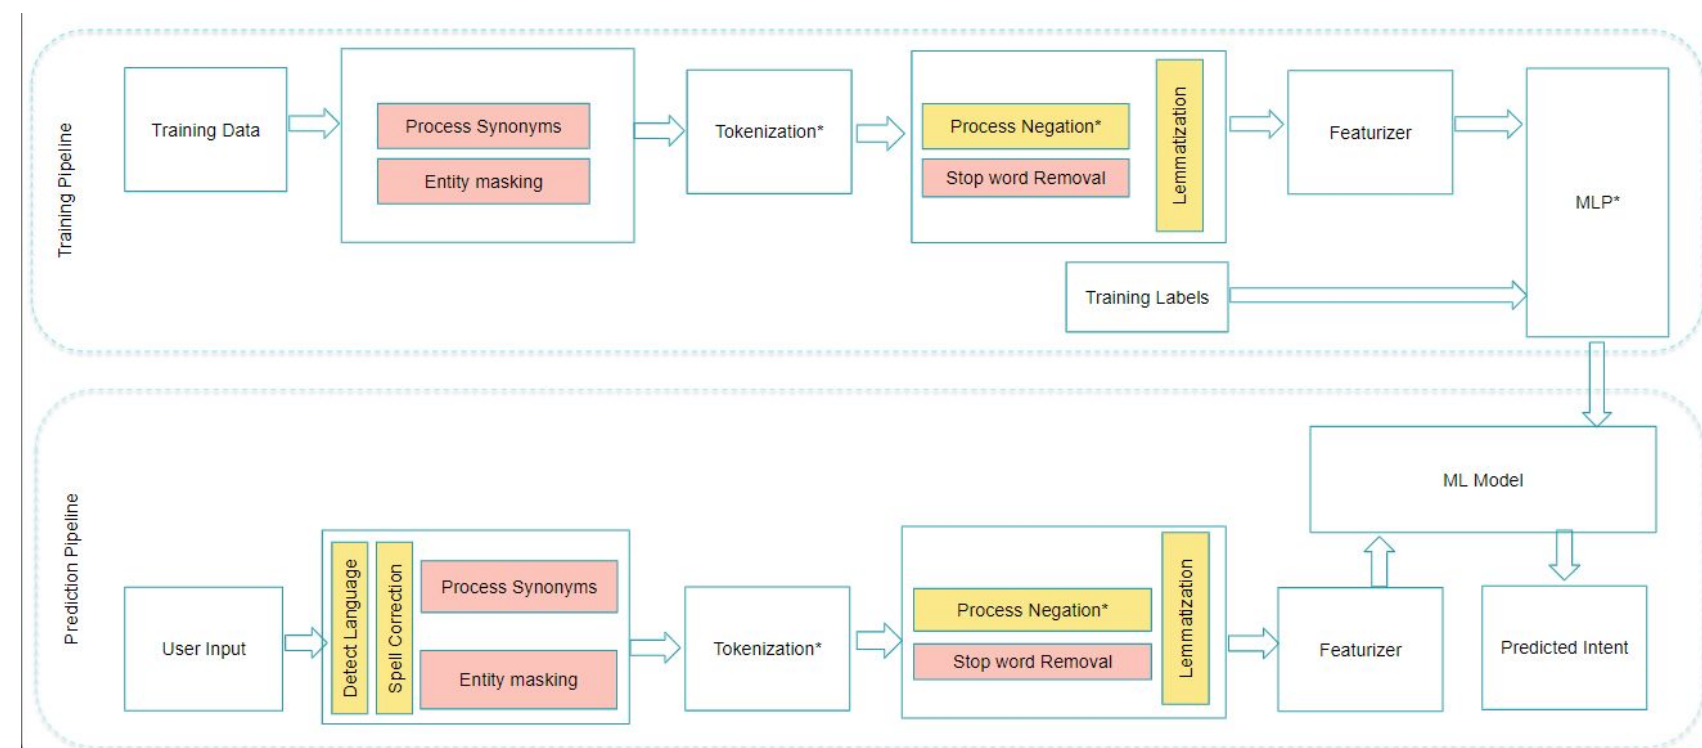 Training Pipeline
Training Data
Process Synonyms
Entity masking
Tokenization*
Process Negation*
Stop word Removal
Lemmatization
Featurizer
MLP*
Training Labels
Prediction Pipeline
User Input
Detect Language
Spell Correction
Process Synonyms
Entity masking
Tokenization*
Process Negation*
Stop word Removal
Lemmatization
Featurizer
ML Model
Predicted Intent